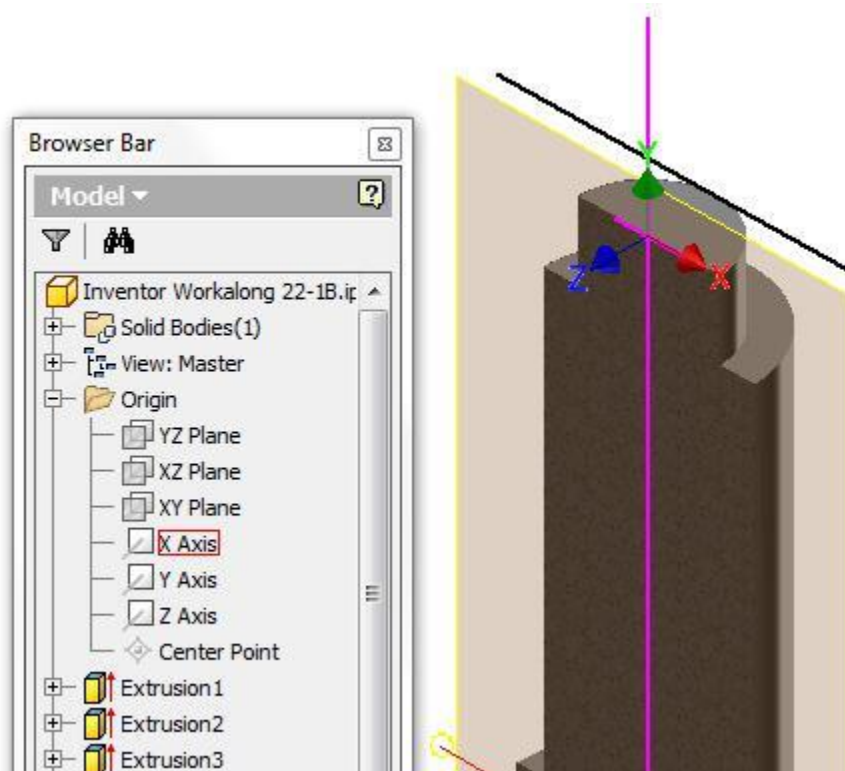 Browser Bar
Model
Inventor Workalong 22-1B.ip
Solid Bodies(1)
View: Master
Origin
YZ Plane
XZ Plane
XY Plane
X Axis
Y Axis
Z Axis
Center Point
Extrusion1
Extrusion2
Extrusion3
Y
Z
X